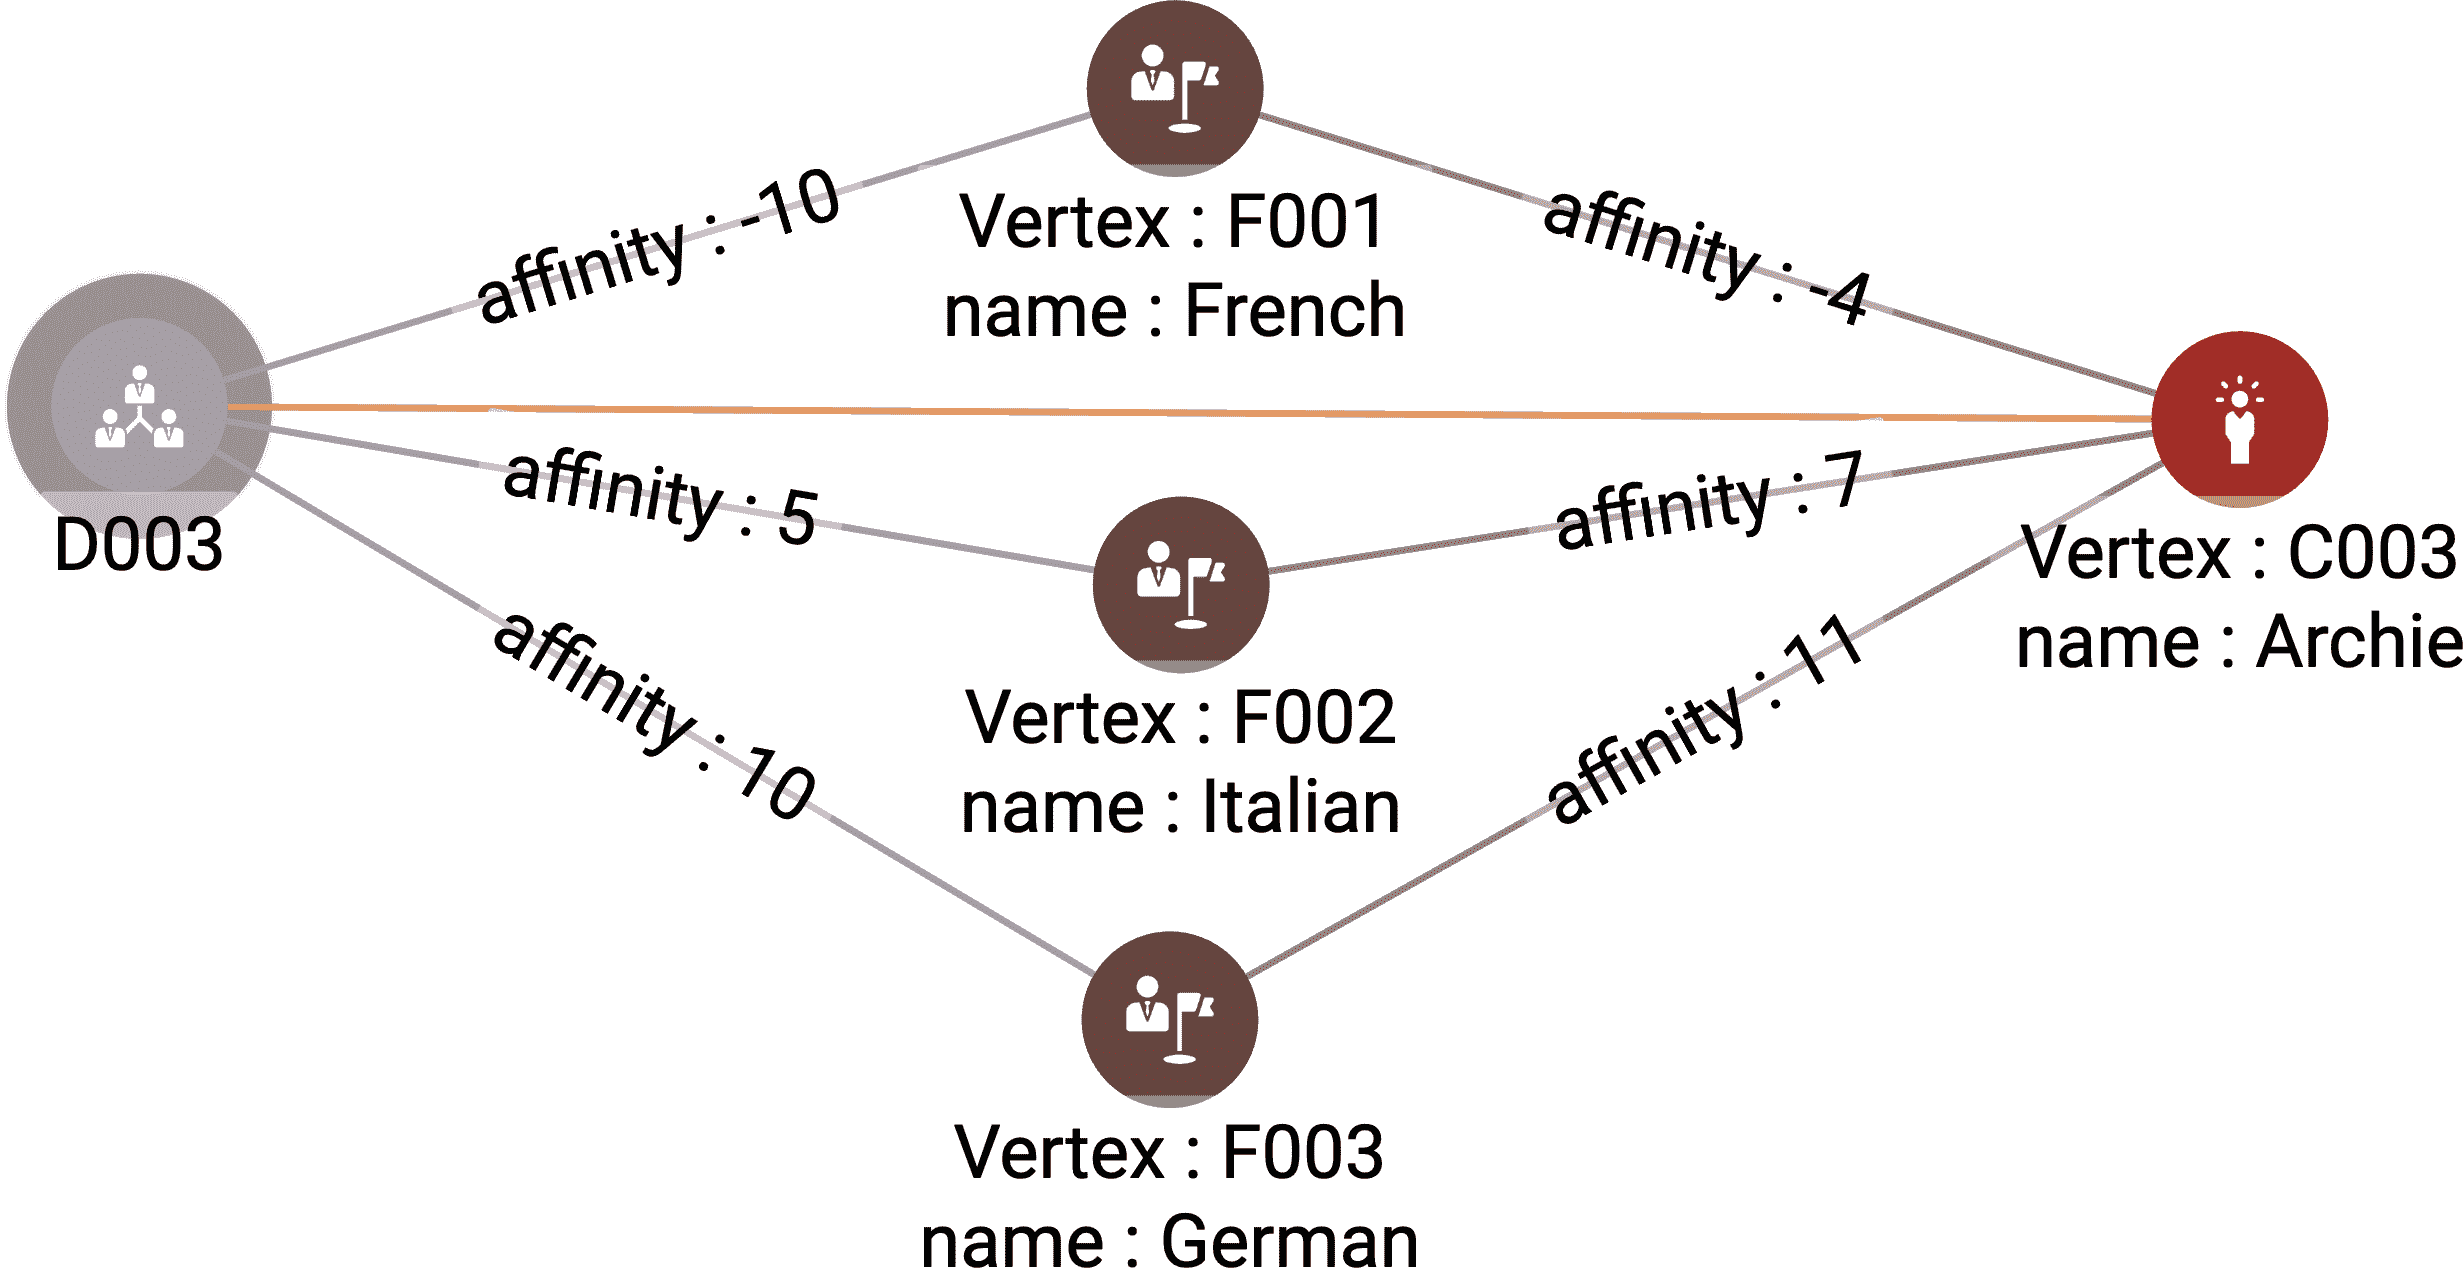 affinity : -10
Vertex : F001
name : French
affinity : -4
D003
affinity : 5
affinity : 7
Vertex : C003
name : Archie
Vertex : F002
name : Italian
affinity : 10
affinity : 11
Vertex : F003
name : German